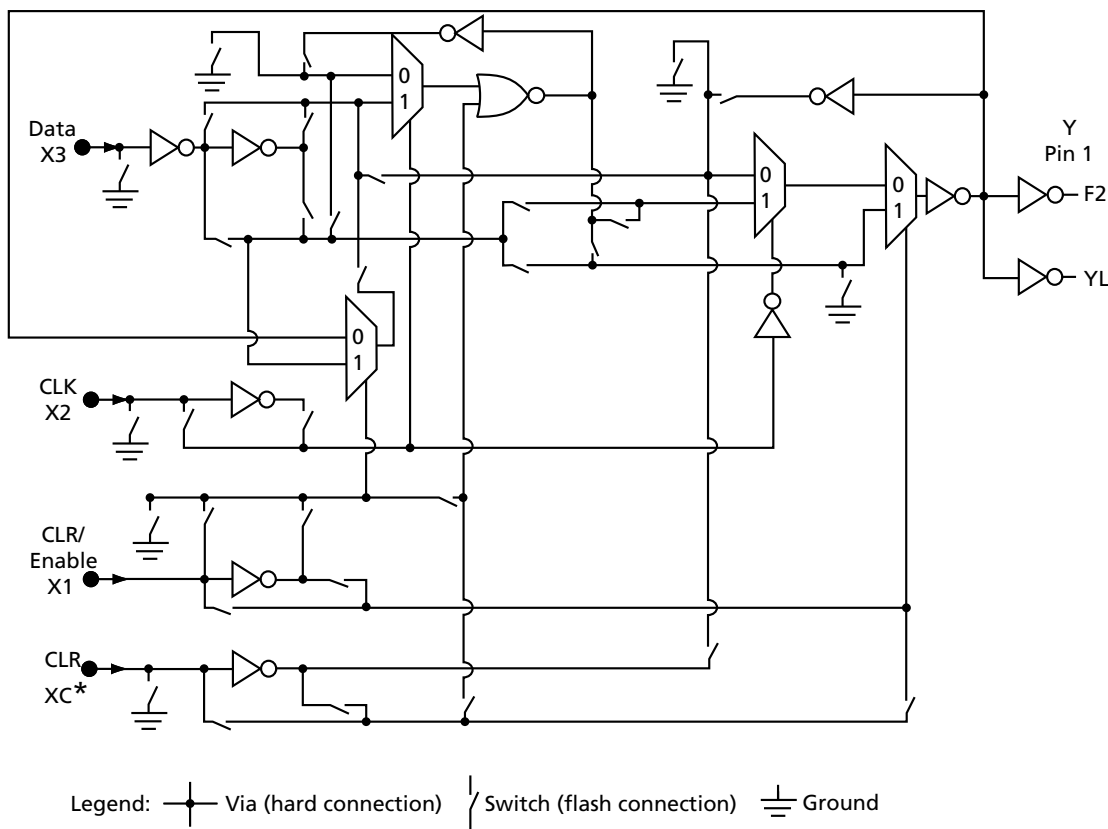 0
1
Data
X3
Y
Pin 1
0
1
0
1
F2
YL
0
1
CLK
X2
CLR/
Enable
X1
CLR
XC*
Legend: Via (hard connection) Switch (flash connection) Ground